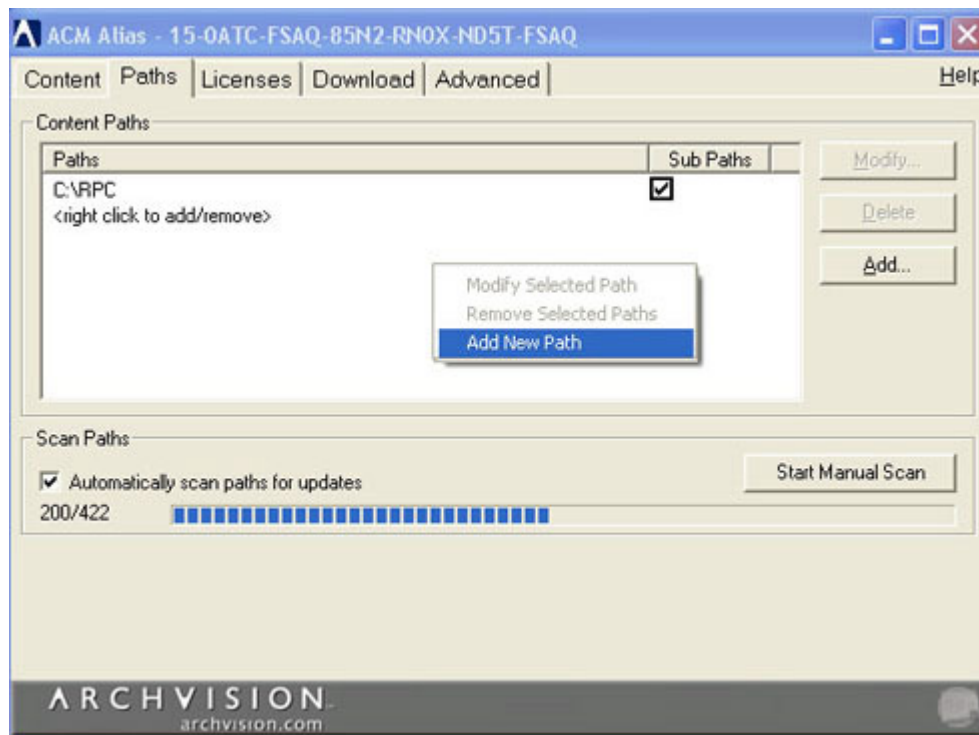 ACM Alias - 15-0ATC-FSAQ-85N2-RN0X-ND5T-FSAQ
Content Paths Licenses Download Advanced Help
Content Paths
Paths Sub Paths
C:\RPC
<right click to add/remove>
Modify...
Delete
Add...
Modify Selected Path
Remove Selected Paths
Add New Path
Scan Paths
Automatically scan paths for updates
Start Manual Scan
200/422
ARCHVISION
archvision.com